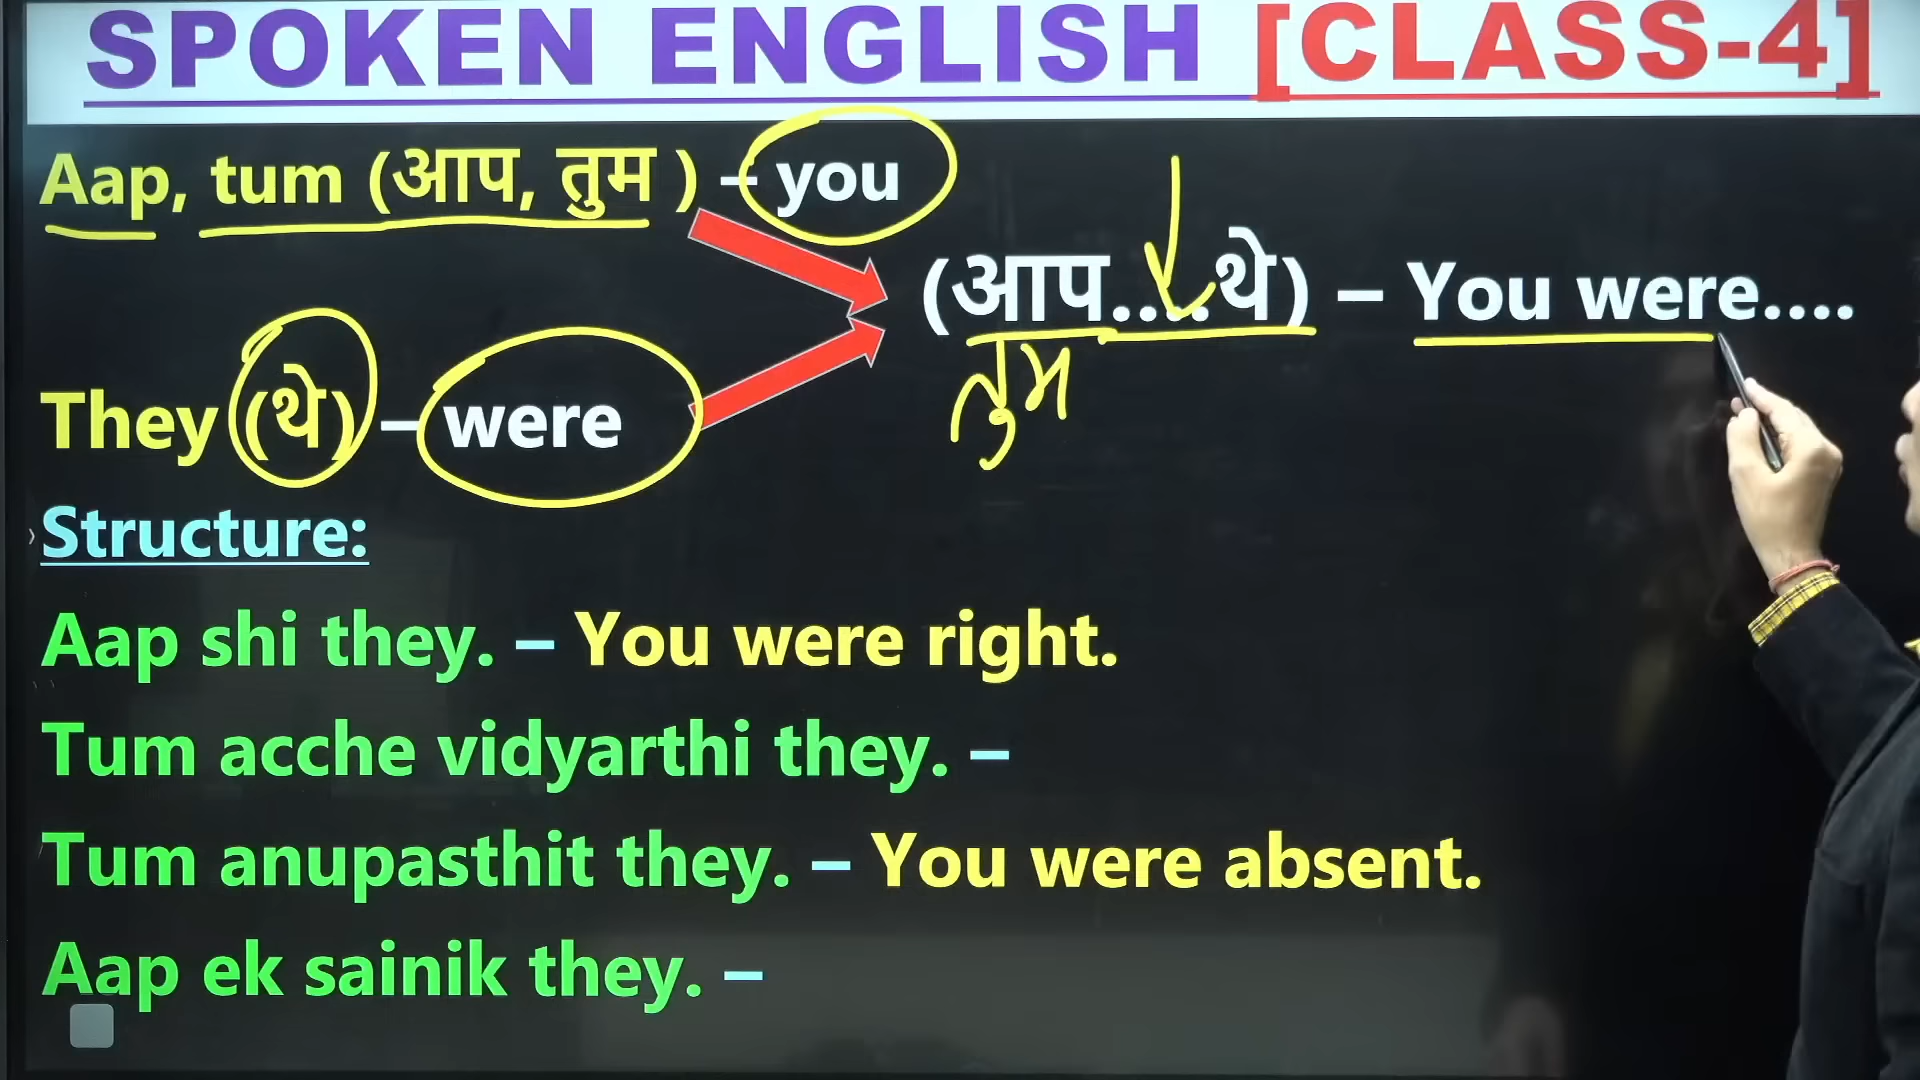 SPOKEN ENGLISH [CLASS-4]
Aap, tum (आप, तुम ) – you
(आप....थे) – You were....
तुम
They (थे) – were
Structure:
Aap shi they. – You were right.
Tum acche vidyarthi they. –
Tum anupasthit they. – You were absent.
Aap ek sainik they. –